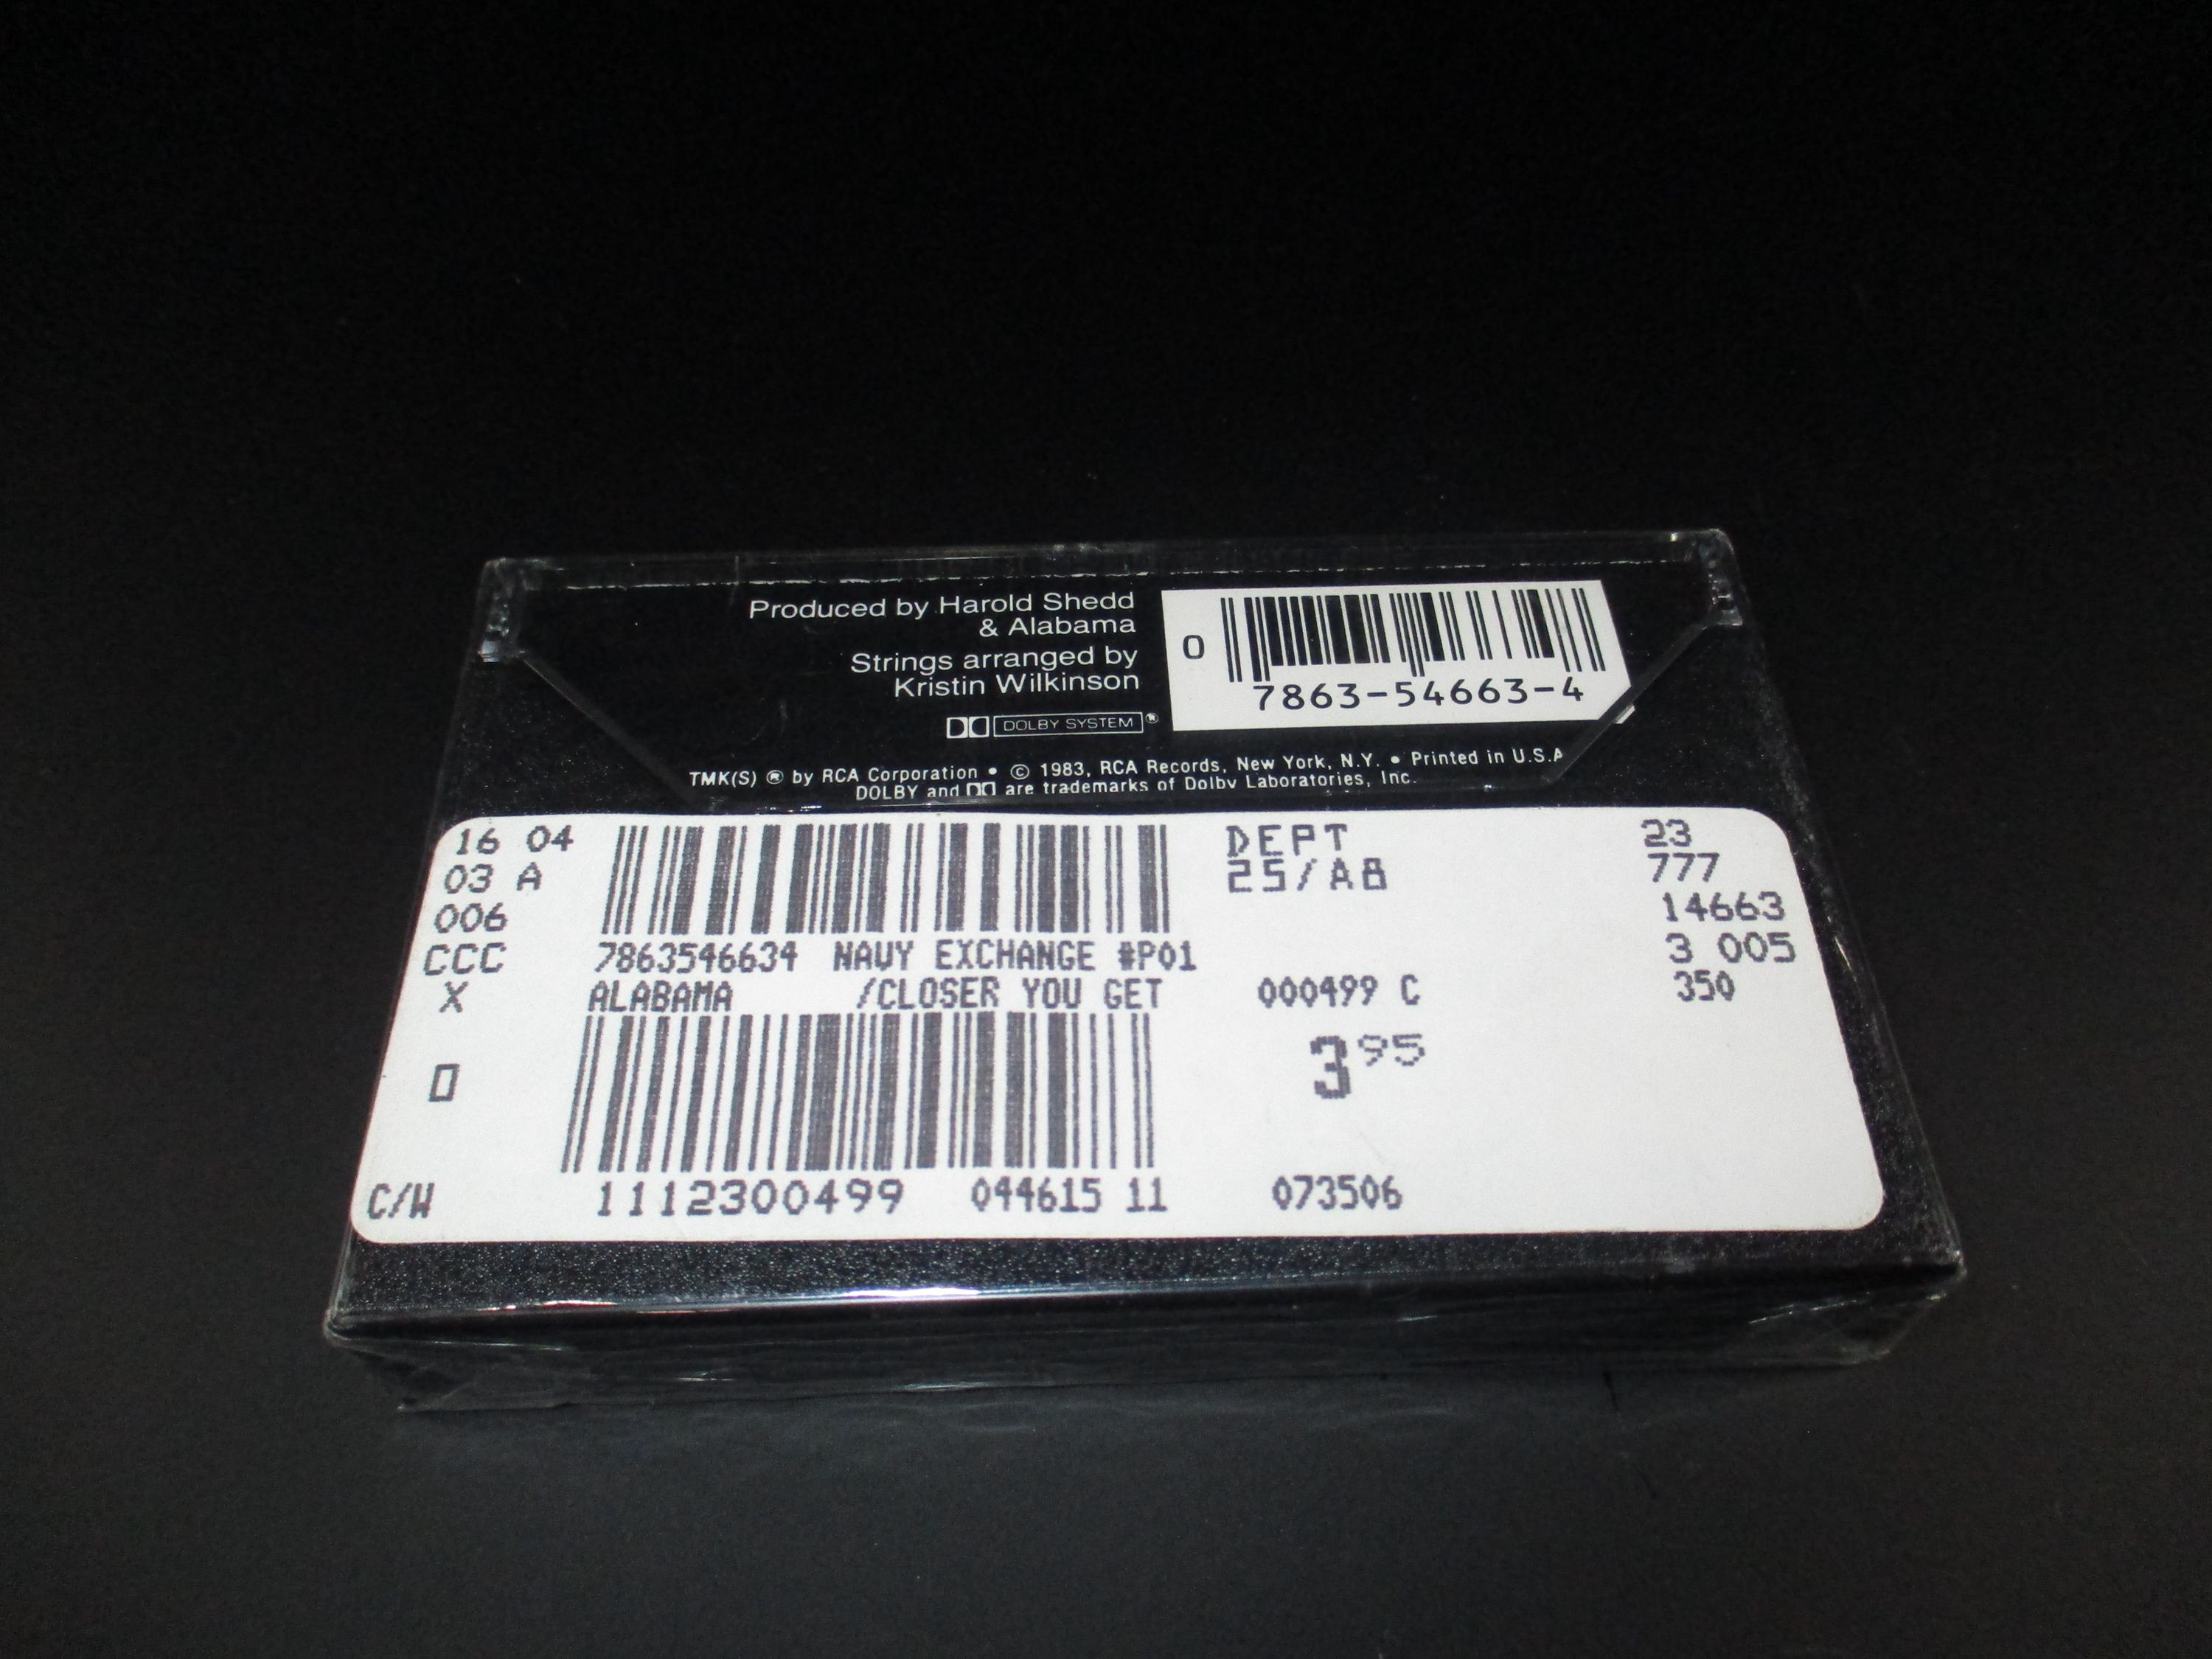 Produced by Harold Shedd
& Alabama
Strings arranged by
Kristin Wilkinson
DOLBY SYSTEM®
0
7863-54663-4
TMK(S) ® by RCA Corporation • © 1983, RCA Records, New York, N.Y. • Printed in U.S.A
DOLBY and are trademarks of Dolby Laboratories, Inc.
16 04 DEPT 23
03 A 25/A8 777
006 14663
CCC 7863546634 NAVY EXCHANGE #P01 3 005
X ALABAMA /CLOSER YOU GET 000499 C 350
3 95
C/W 1112300499 044615 11 073506